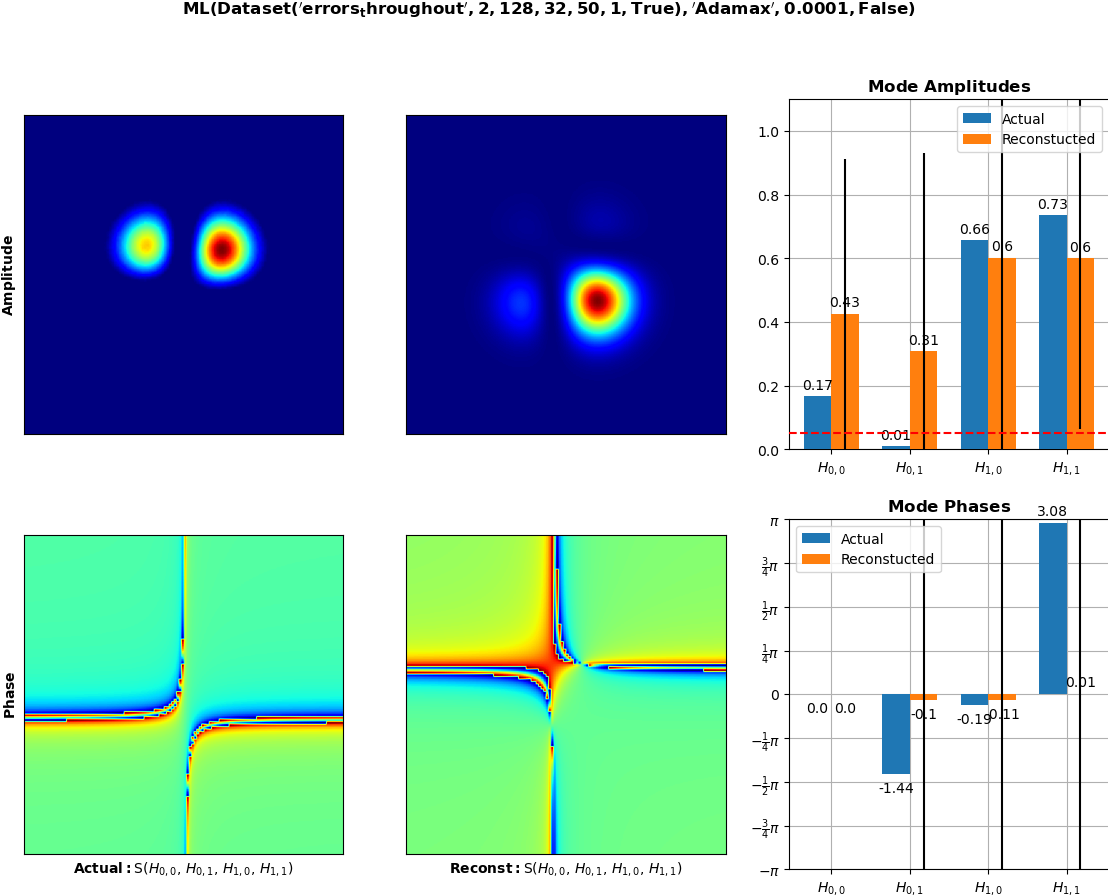 ML(Dataset(′errors_throughout′, 2, 128, 32, 50, 1, True), ′Adamax′, 0.0001, False)
Mode Amplitudes
Amplitude
1.0
0.8
0.6
0.4
0.2
0.0
Actual
Reconstucted
0.17
0.43
0.01
0.31
0.66
0.6
0.73
0.6
H0,0
H0,1
H1,0
H1,1
Mode Phases
Phase
π
3/4π
1/2π
1/4π
0
−1/4π
−1/2π
−3/4π
−π
Actual
Reconstucted
0.0
0.0
-1.44
-0.1
-0.19
-0.11
3.08
0.01
H0,0
H0,1
H1,0
H1,1
Actual: S(H0,0, H0,1, H1,0, H1,1)
Reconst: S(H0,0, H0,1, H1,0, H1,1)